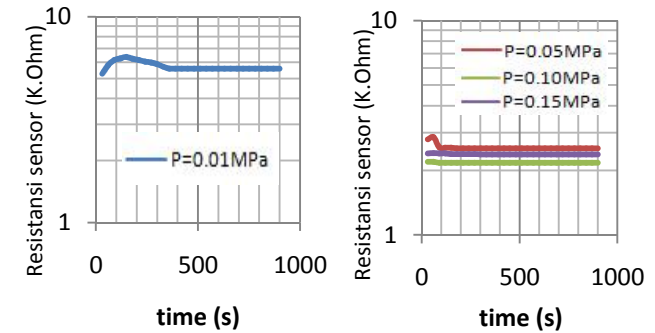 Resistansi sensor (K.Ohm)
10
1
P=0.01MPa
0
500
1000
time (s)
Resistansi sensor (K.Ohm)
10
1
P=0.05MPa
P=0.10MPa
P=0.15MPa
0
500
1000
time (s)